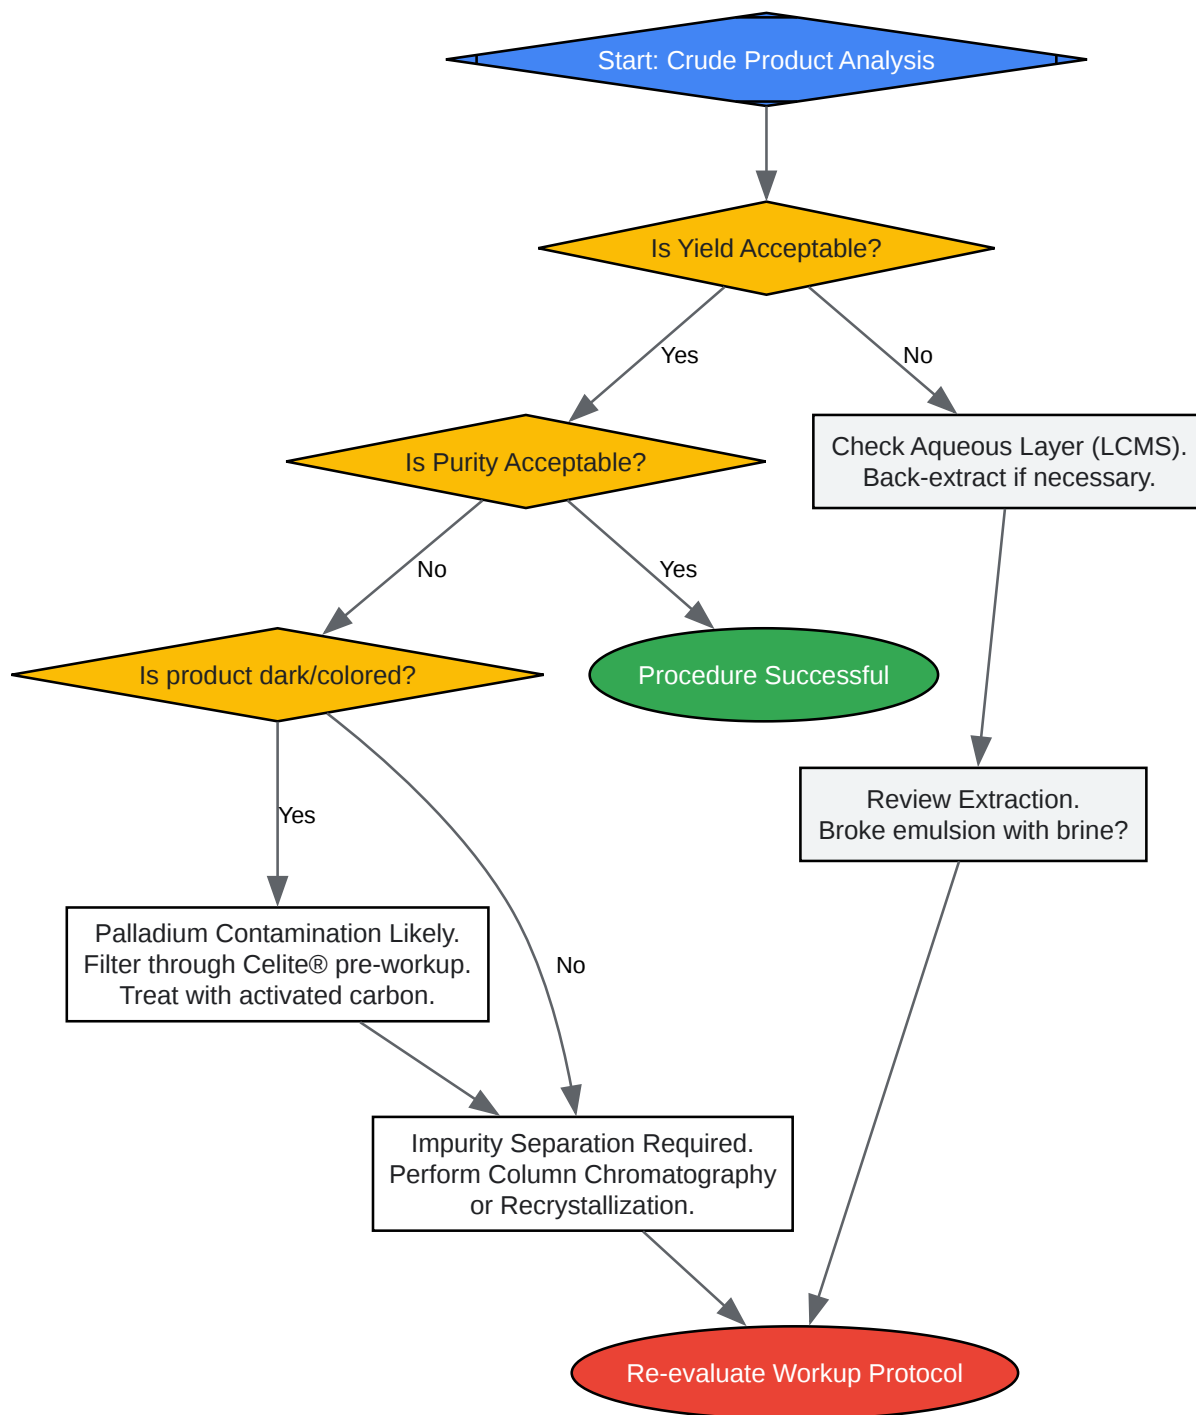 Start: Crude Product Analysis
Is Yield Acceptable?
Yes
No
Is Purity Acceptable?
Check Aqueous Layer (LCMS).
Back-extract if necessary.
No
Yes
Is product dark/colored?
Procedure Successful
Yes
Review Extraction.
Broke emulsion with brine?
Palladium Contamination Likely.
Filter through Celite® pre-workup.
Treat with activated carbon.
No
Impurity Separation Required.
Perform Column Chromatography
or Recrystallization.
Re-evaluate Workup Protocol